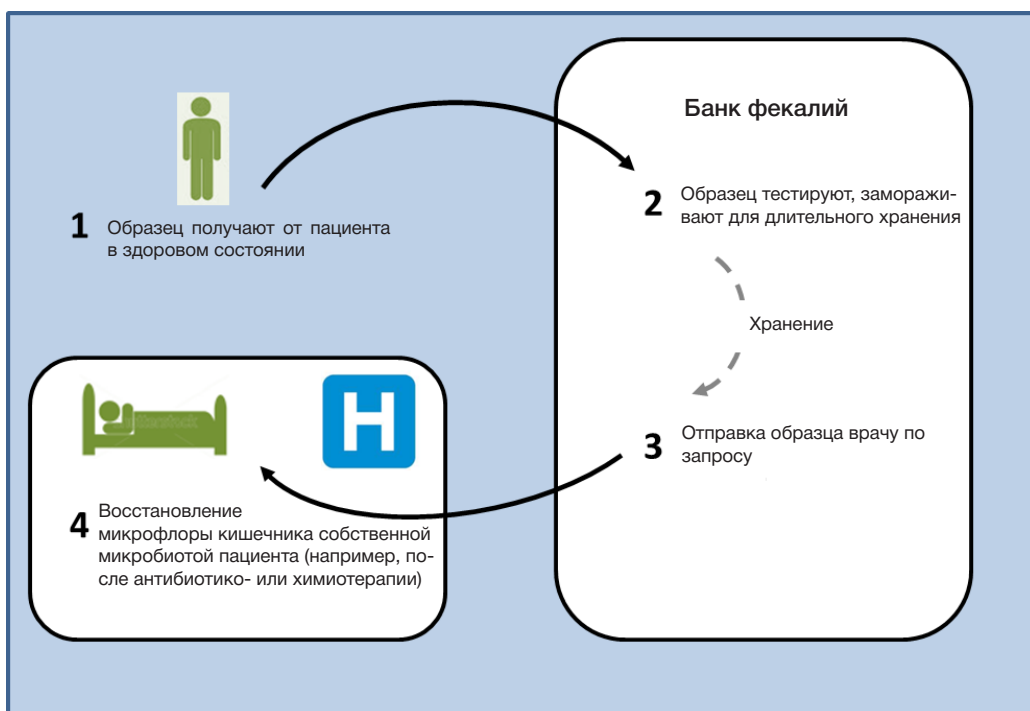 Банк фекалий
1 Образец получают от пациента
в здоровом состоянии
2 Образец тестируют, заморажи-
вают для длительного хранения
Хранение
3 Отправка образца врачу по
запросу
H
4 Восстановление
микрофлоры кишечника собственной
микробиотой пациента (например, по-
сле антибиотико- или химиотерапии)